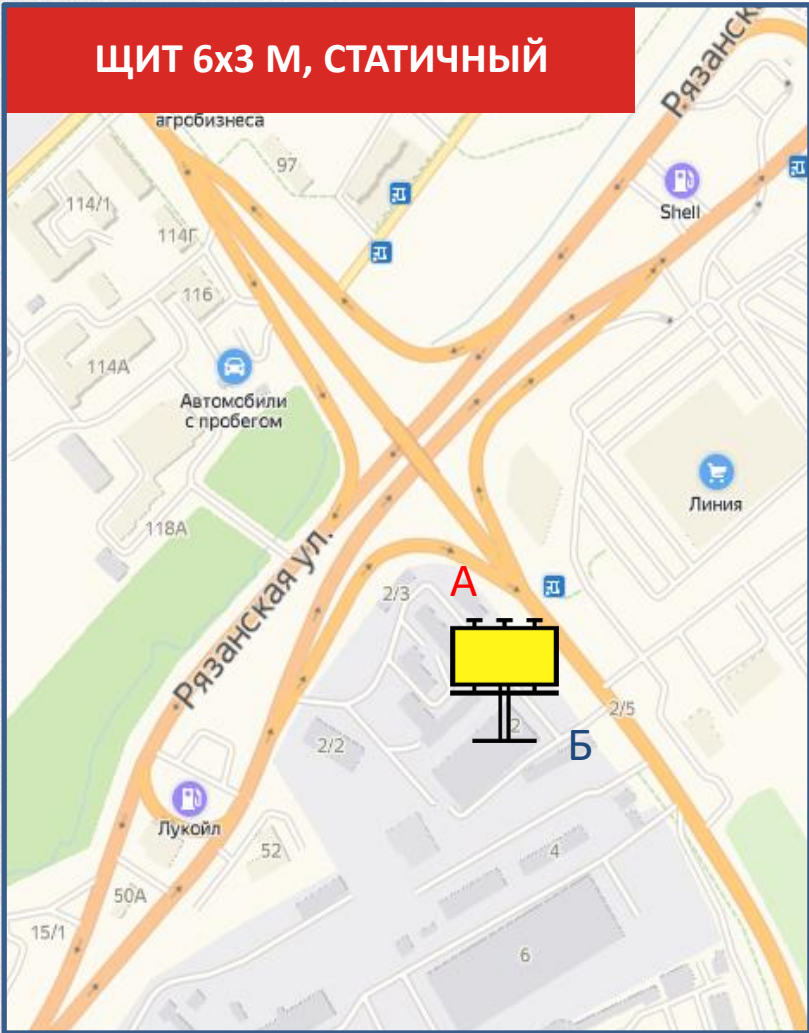 ЩИТ 6х3 М, СТАТИЧНЫЙ
Рязанск
агробизнеса
97
114/1
Shell
114Г
116
114А
Автомобили
с пробегом
Линия
118А
Рязанская ул.
А
2/3
2/5
2
Б
2/2
Лукойл
52
4
50А
15/1
6